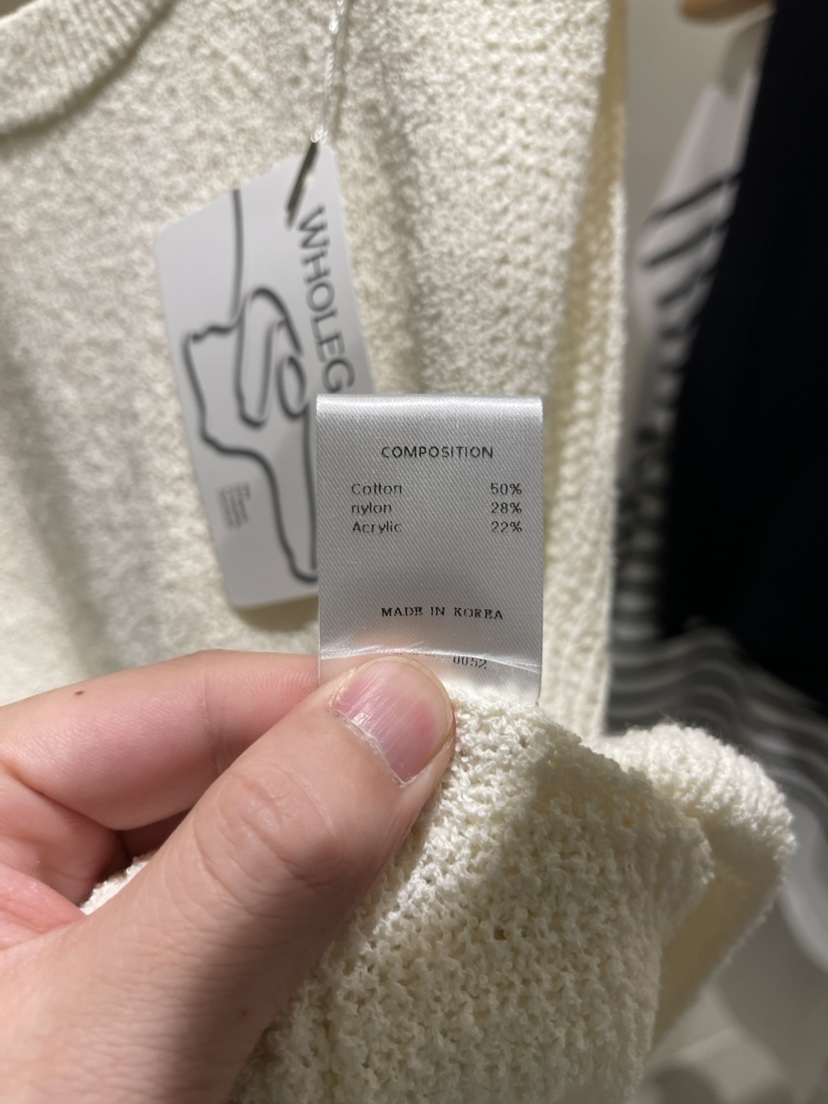 WHOLEG
COMPOSITION
Cotton 50%
nylon 28%
Acrylic 22%
MADE IN KOREA
0052